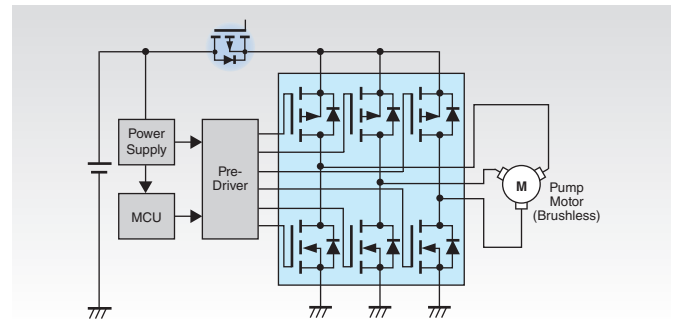 Power
Supply
MCU
Pre-
Driver
M
Pump
Motor
(Brushless)